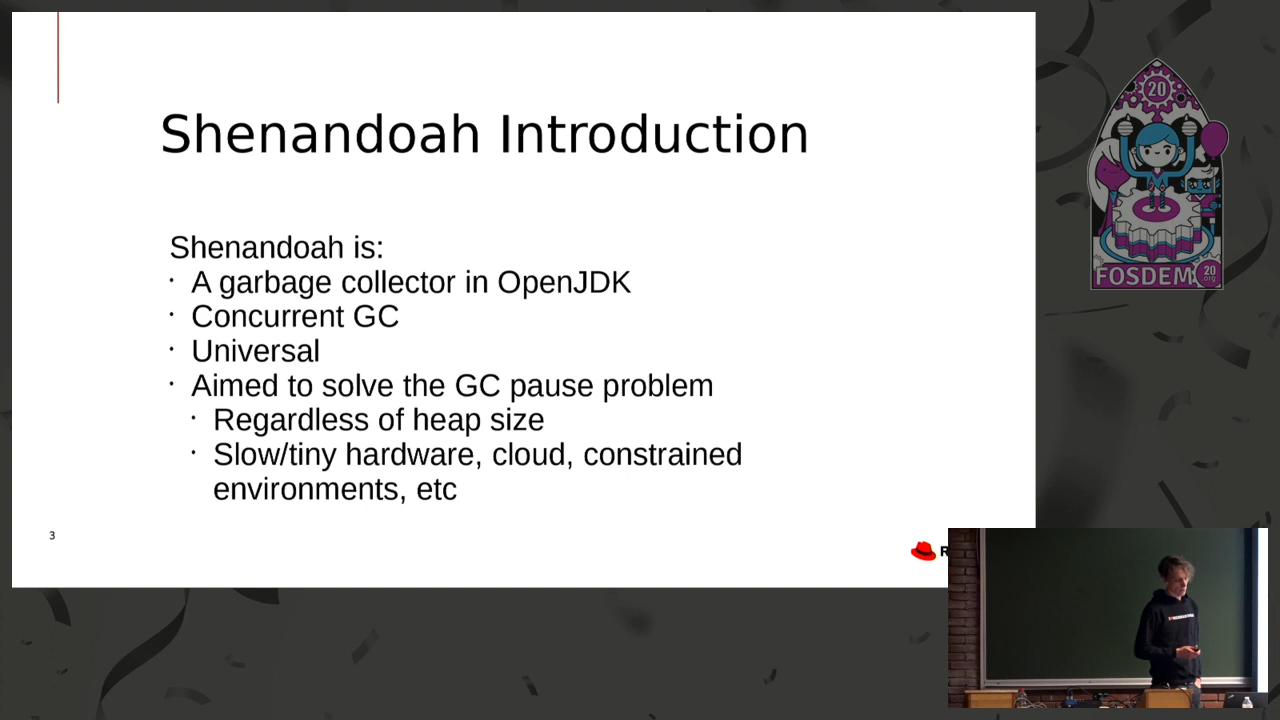 Shenandoah Introduction
Shenandoah is:
· A garbage collector in OpenJDK
· Concurrent GC
· Universal
· Aimed to solve the GC pause problem
· Regardless of heap size
· Slow/tiny hardware, cloud, constrained
environments, etc
3
20
FOSDEM
20
org